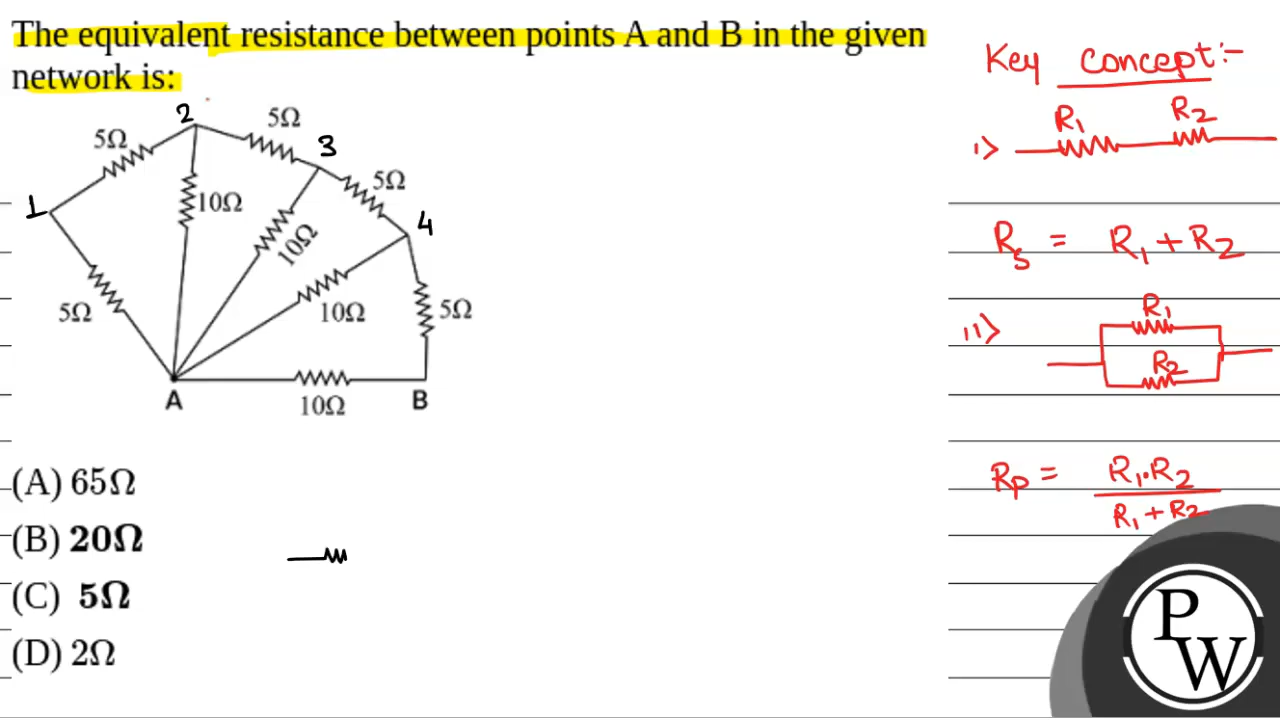 The equivalent resistance between points A and B in the given
network is:
2
5Ω
3
5Ω
5Ω
10Ω
1
4
10Ω
5Ω
10Ω
5Ω
A
10Ω
B
(A) 65Ω
(B) 20Ω
(C) 5Ω
(D) 2Ω
Key concept:-
i>
R₁
R₂
Rs = R₁ + R₂
ii>
R₁
R₂
Rp = R₁.R₂
R₁ + R₂
P
W